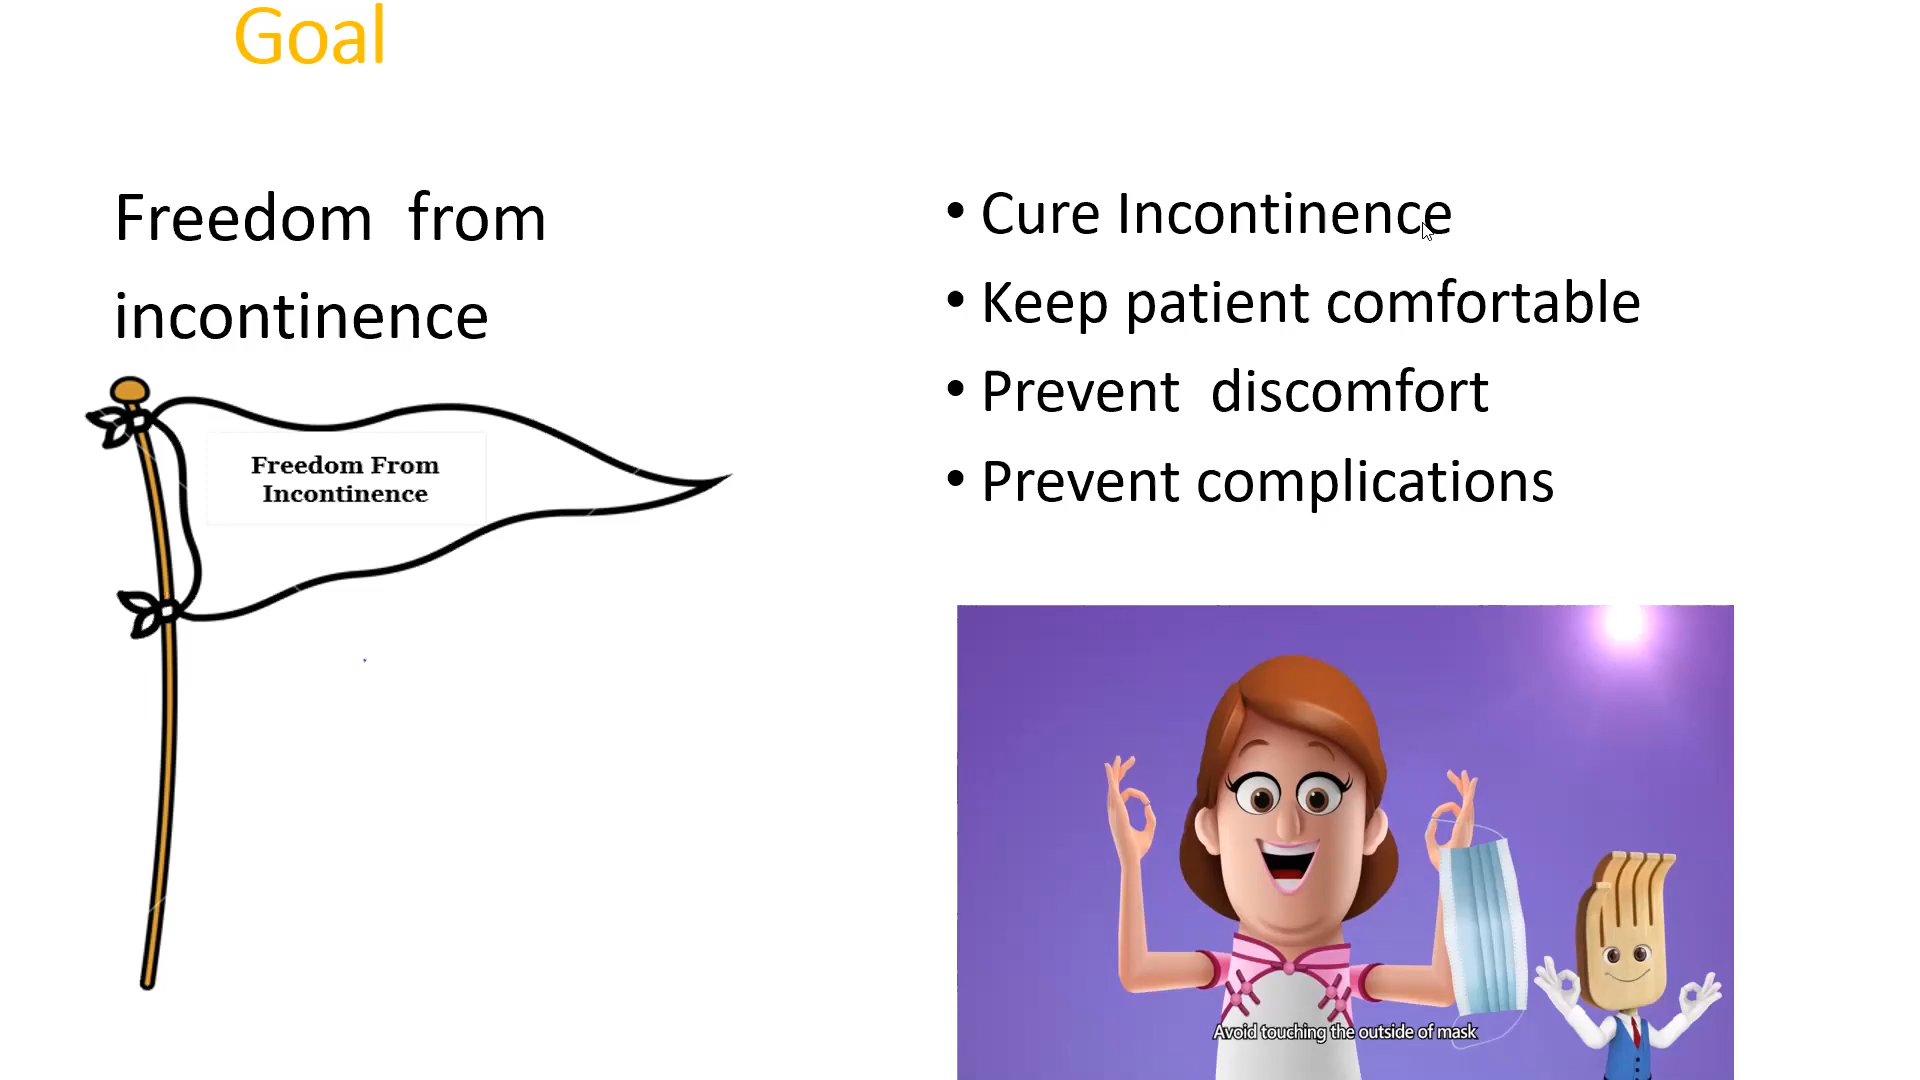 Goal
Freedom from
incontinence
Freedom From
Incontinence
• Cure Incontinence
• Keep patient comfortable
• Prevent discomfort
• Prevent complications
Avoid touching the outside of mask